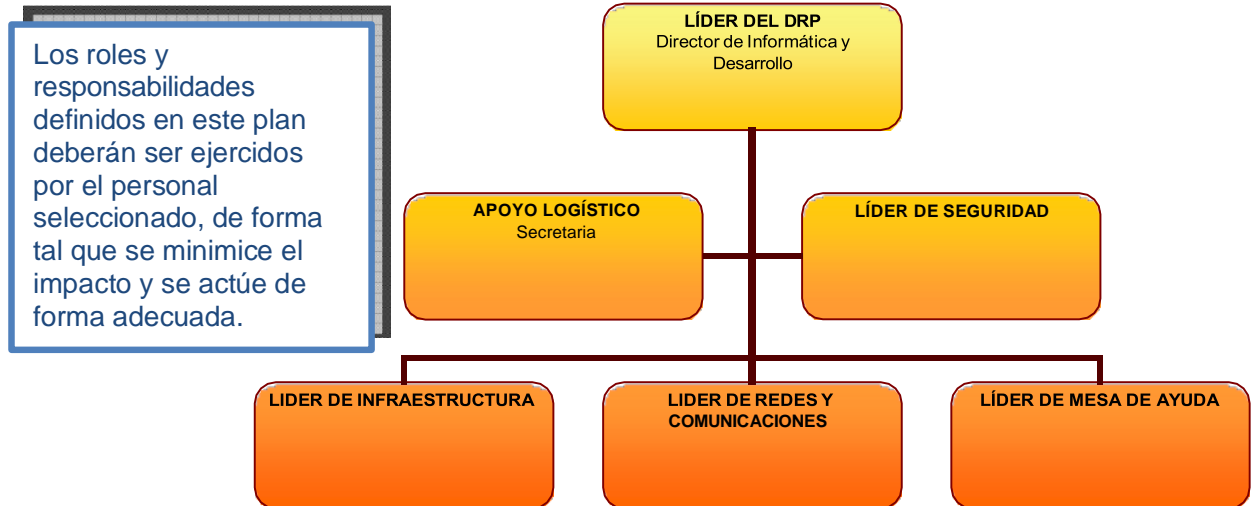 Los roles y
responsabilidades
definidos en este plan
deberán ser ejercidos
por el personal
seleccionado, de forma
tal que se minimice el
impacto y se actúe de
forma adecuada.
LÍDER DEL DRP
Director de Informática y
Desarrollo
APOYO LOGÍSTICO
Secretaria
LÍDER DE SEGURIDAD
LIDER DE INFRAESTRUCTURA
LIDER DE REDES Y
COMUNICACIONES
LÍDER DE MESA DE AYUDA